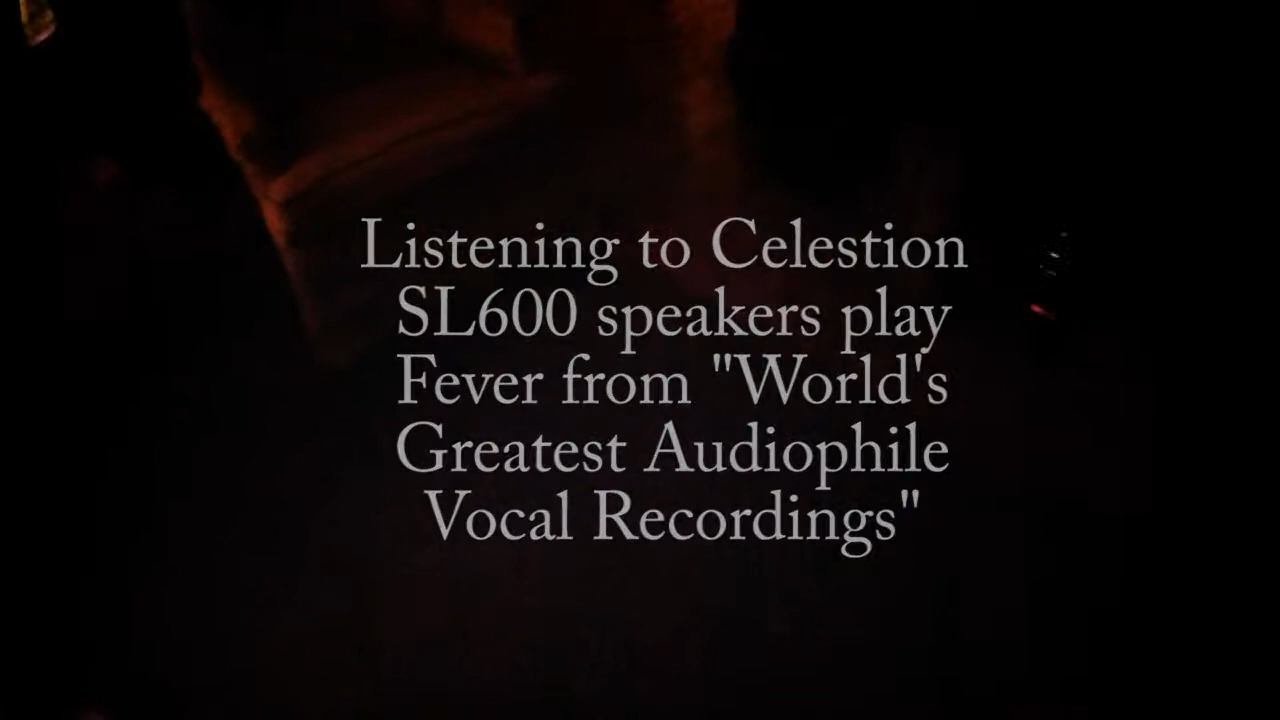 Listening to Celestion
SL600 speakers play
Fever from "World's
Greatest Audiophile
Vocal Recordings"